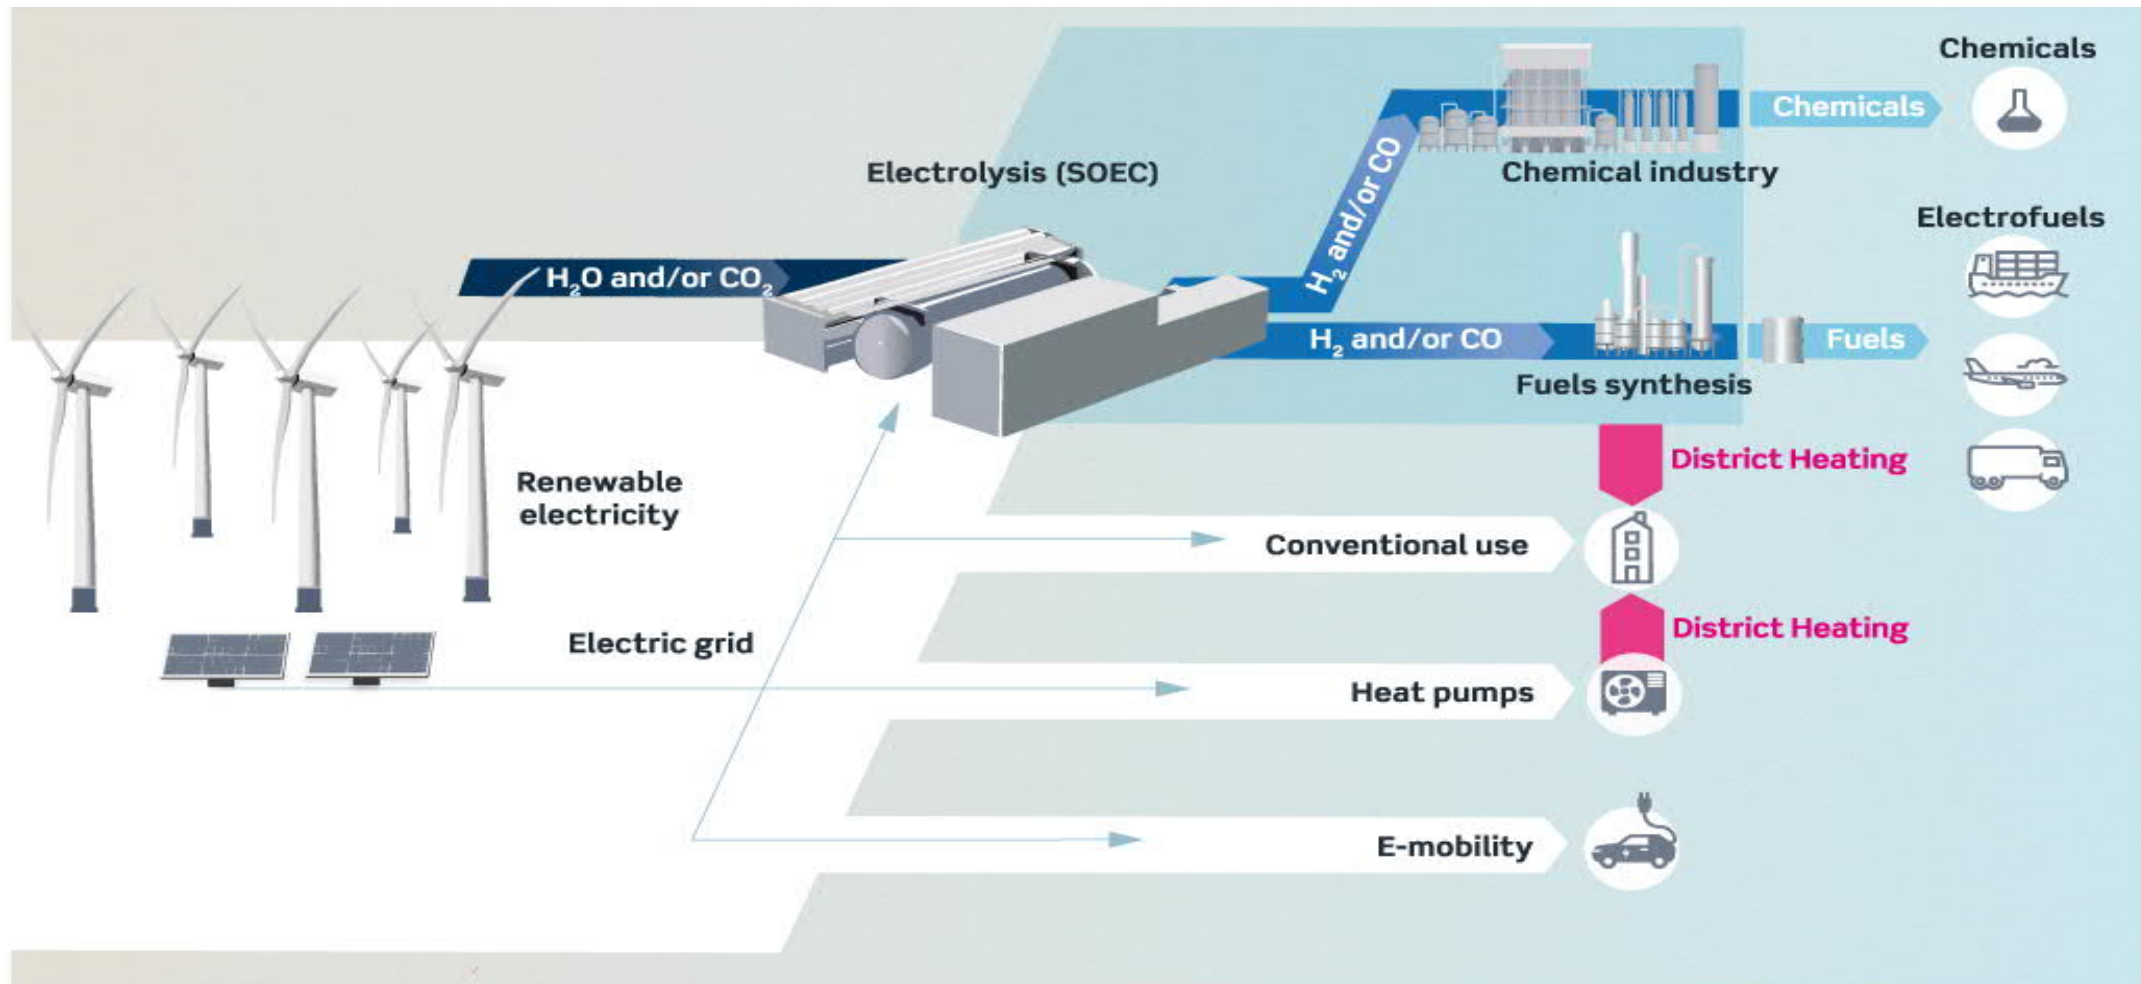 Chemicals
Chemicals
Electrolysis (SOEC)
H₂ and/or CO
Chemical industry
Electrofuels
H₂O and/or CO₂
H₂ and/or CO
Fuels
Fuels synthesis
District Heating
Renewable
electricity
Conventional use
District Heating
Electric grid
Heat pumps
E-mobility